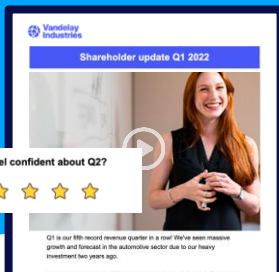 Vandelay
Industries
Shareholder update Q1 2022
el confident about Q2?
Q1 is our fifth record revenue quarter in a row! We've seen massive
growth and forecast in the automotive sector due to our heavy
investment two years ago.